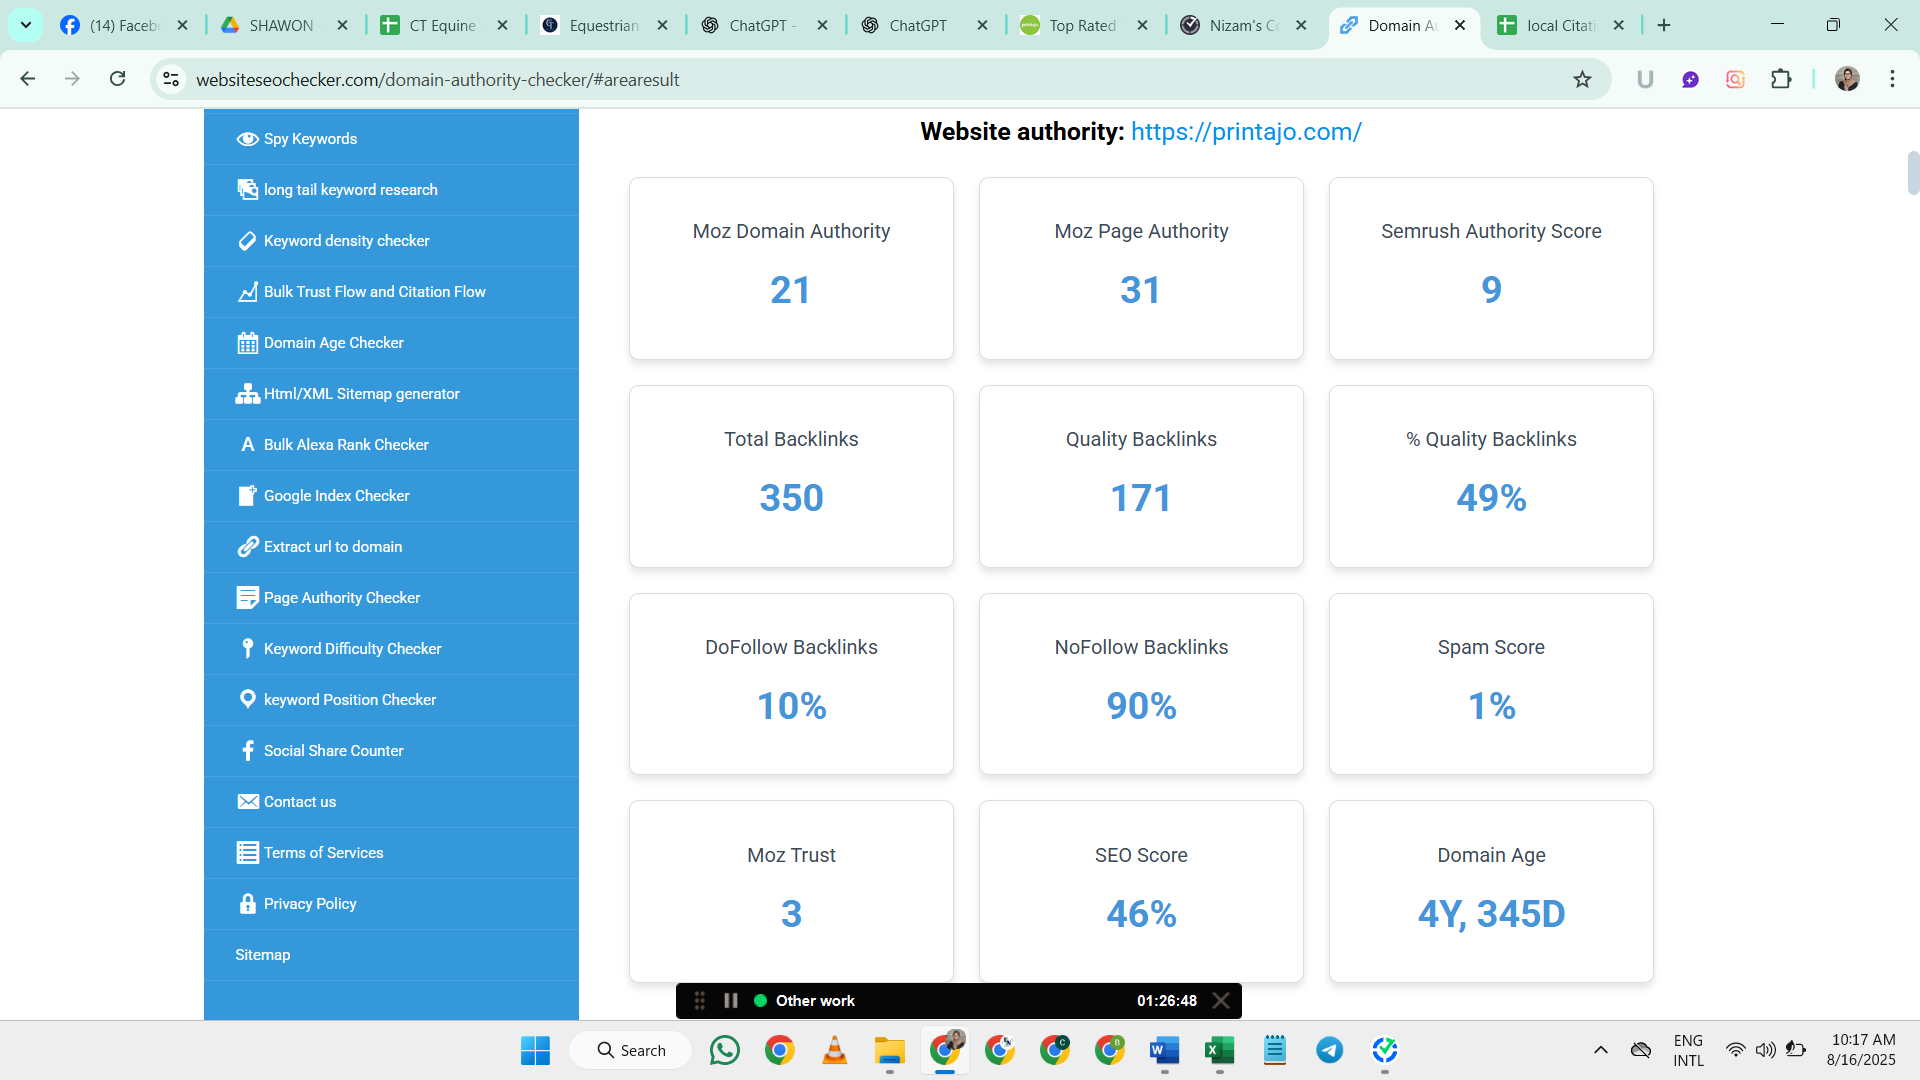 (14) Faceb
SHAWON -
CT Equine
Equestrian
ChatGPT -
ChatGPT
Top Rated
Nizam's Co
Domain Au
local Citati
websiteseochecker.com/domain-authority-checker/#arearesult
Spy Keywords
long tail keyword research
Keyword density checker
Bulk Trust Flow and Citation Flow
Domain Age Checker
Html/XML Sitemap generator
A Bulk Alexa Rank Checker
Google Index Checker
Extract url to domain
Page Authority Checker
Keyword Difficulty Checker
keyword Position Checker
Social Share Counter
Contact us
Terms of Services
Privacy Policy
Sitemap
Website authority: https://printajo.com/
Moz Domain Authority
21
Moz Page Authority
31
Semrush Authority Score
9
Total Backlinks
350
Quality Backlinks
171
% Quality Backlinks
49%
DoFollow Backlinks
10%
NoFollow Backlinks
90%
Spam Score
1%
Moz Trust
3
SEO Score
46%
Domain Age
4Y, 345D
Other work
01:26:48
Search
ENG
INTL
10:17 AM
8/16/2025